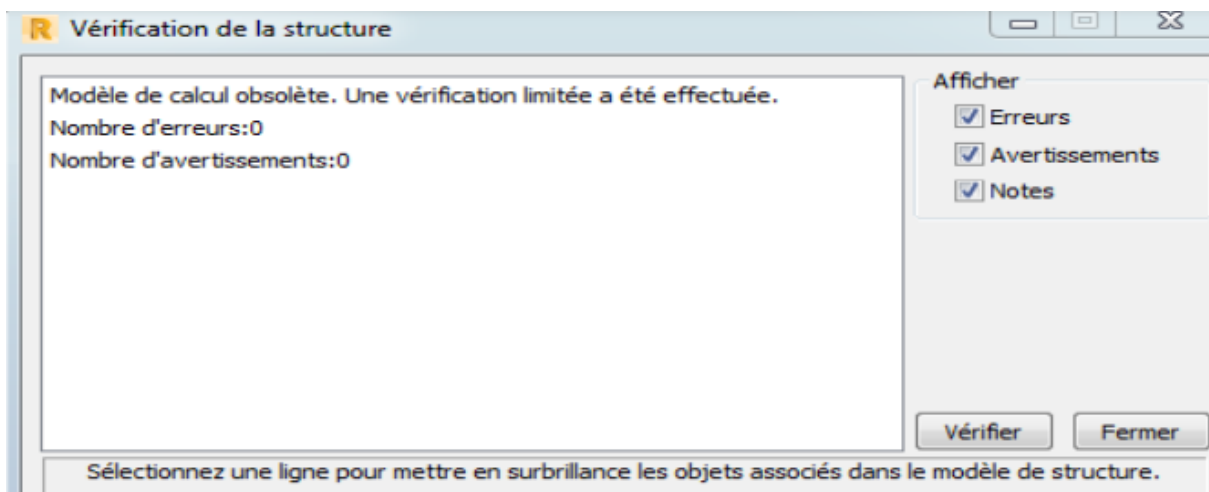 Vérification de la structure
Modèle de calcul obsolète. Une vérification limitée a été effectuée.
Nombre d'erreurs:0
Nombre d'avertissements:0
Afficher
Erreurs
Avertissements
Notes
Vérifier
Fermer
Sélectionnez une ligne pour mettre en surbrillance les objets associés dans le modèle de structure.